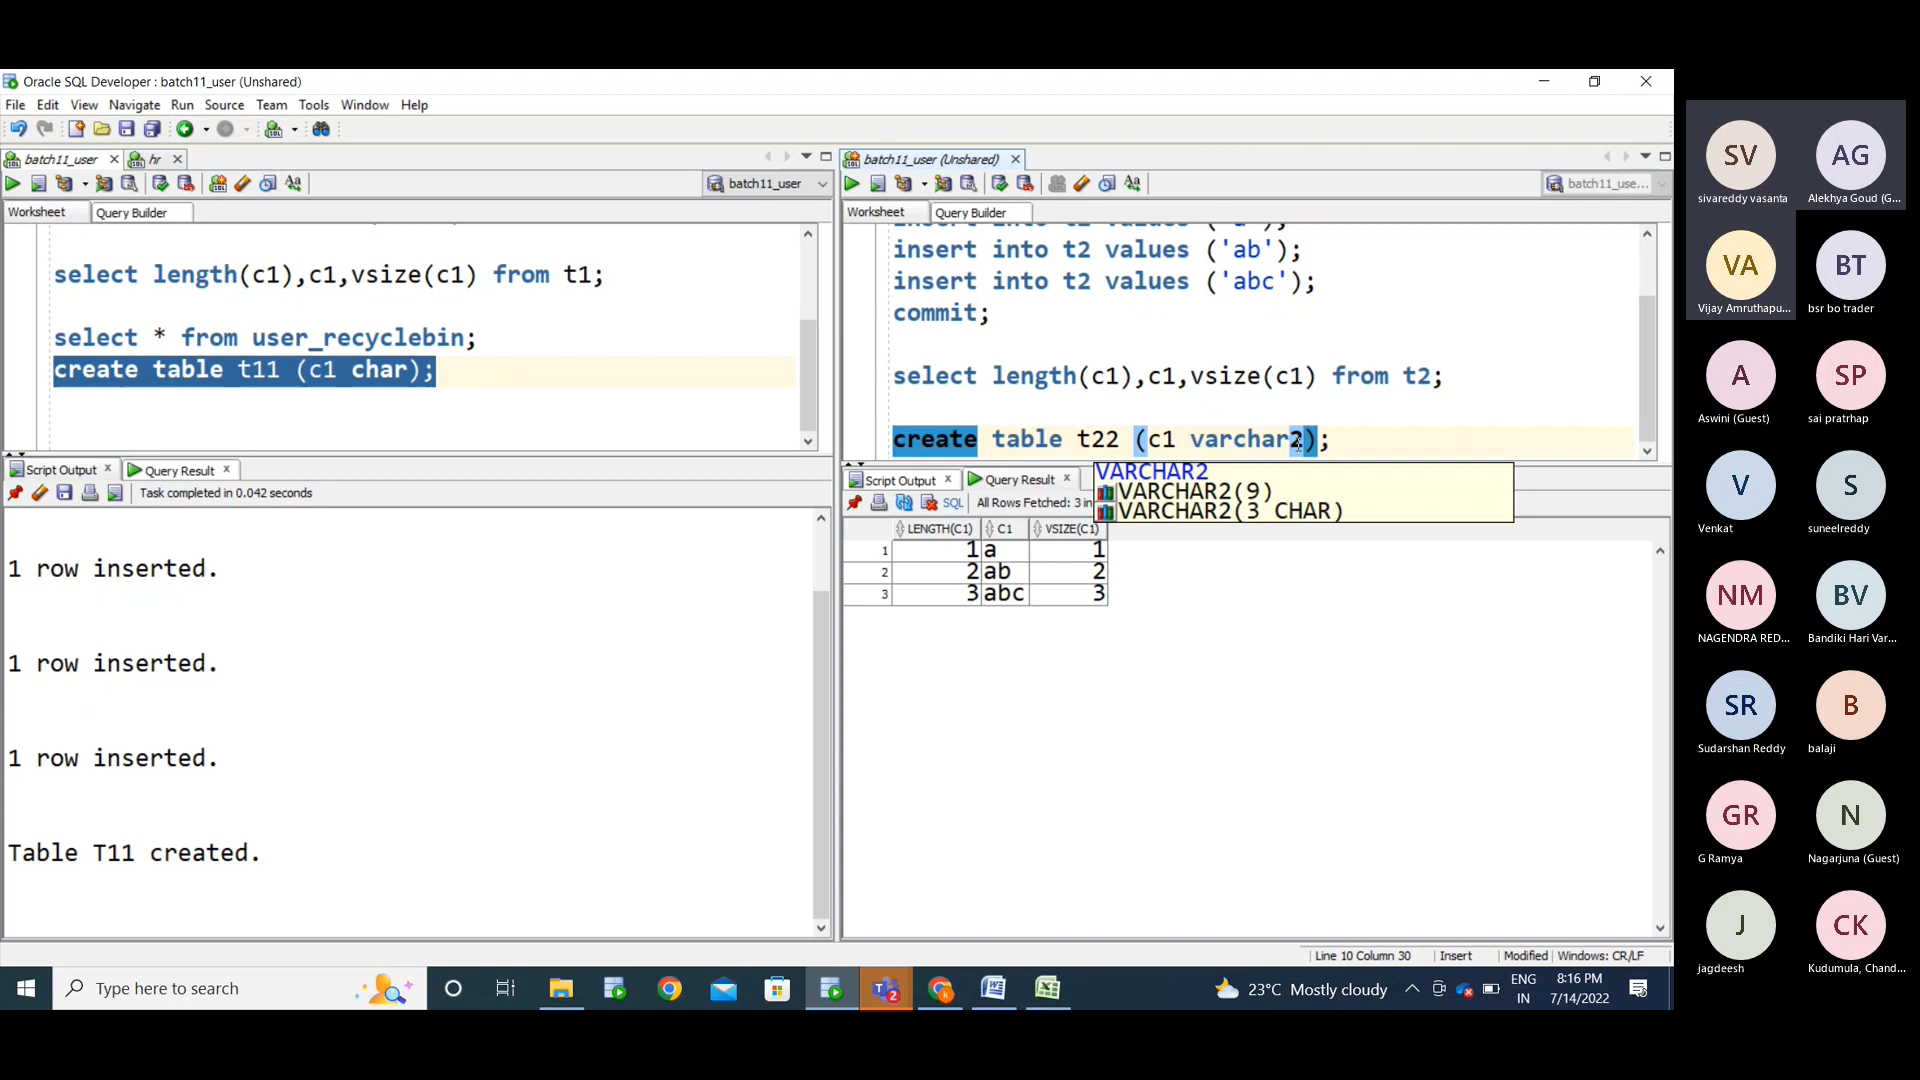 Oracle SQL Developer : batch11_user (Unshared)
File Edit View Navigate Run Source Team Tools Window Help
batch11_user
hr
batch11_user
Worksheet Query Builder
select length(c1),c1,vsize(c1) from t1;
select * from user_recyclebin;
create table t11 (c1 char);
Script Output
Query Result
Task completed in 0.042 seconds
1 row inserted.
1 row inserted.
1 row inserted.
Table T11 created.
batch11_user (Unshared)
batch11_use...
Worksheet Query Builder
insert into t2 values ('a');
insert into t2 values ('ab');
insert into t2 values ('abc');
commit;
select length(c1),c1,vsize(c1) from t2;
create table t22 (c1 varchar2);
VARCHAR2
VARCHAR2(9)
VARCHAR2(3 CHAR)
Script Output
Query Result
SQL
All Rows Fetched: 3 in
LENGTH(C1) C1 VSIZE(C1)
1 1 a 1
2 2 ab 2
3 3 abc 3
Line 10 Column 30 Insert Modified Windows: CR/LF
Type here to search
23°C Mostly cloudy
ENG
IN
8:16 PM
7/14/2022
SV AG
sivareddy vasanta Alekhya Goud (G...
VA BT
Vijay Amruthapu... bsr bo trader
A SP
Aswini (Guest) sai pratrhap
V S
Venkat suneelreddy
NM BV
NAGENDRA RED... Bandiki Hari Var...
SR B
Sudarshan Reddy balaji
GR N
G Ramya Nagarjuna (Guest)
J CK
jagdeesh Kudumula, Chand...